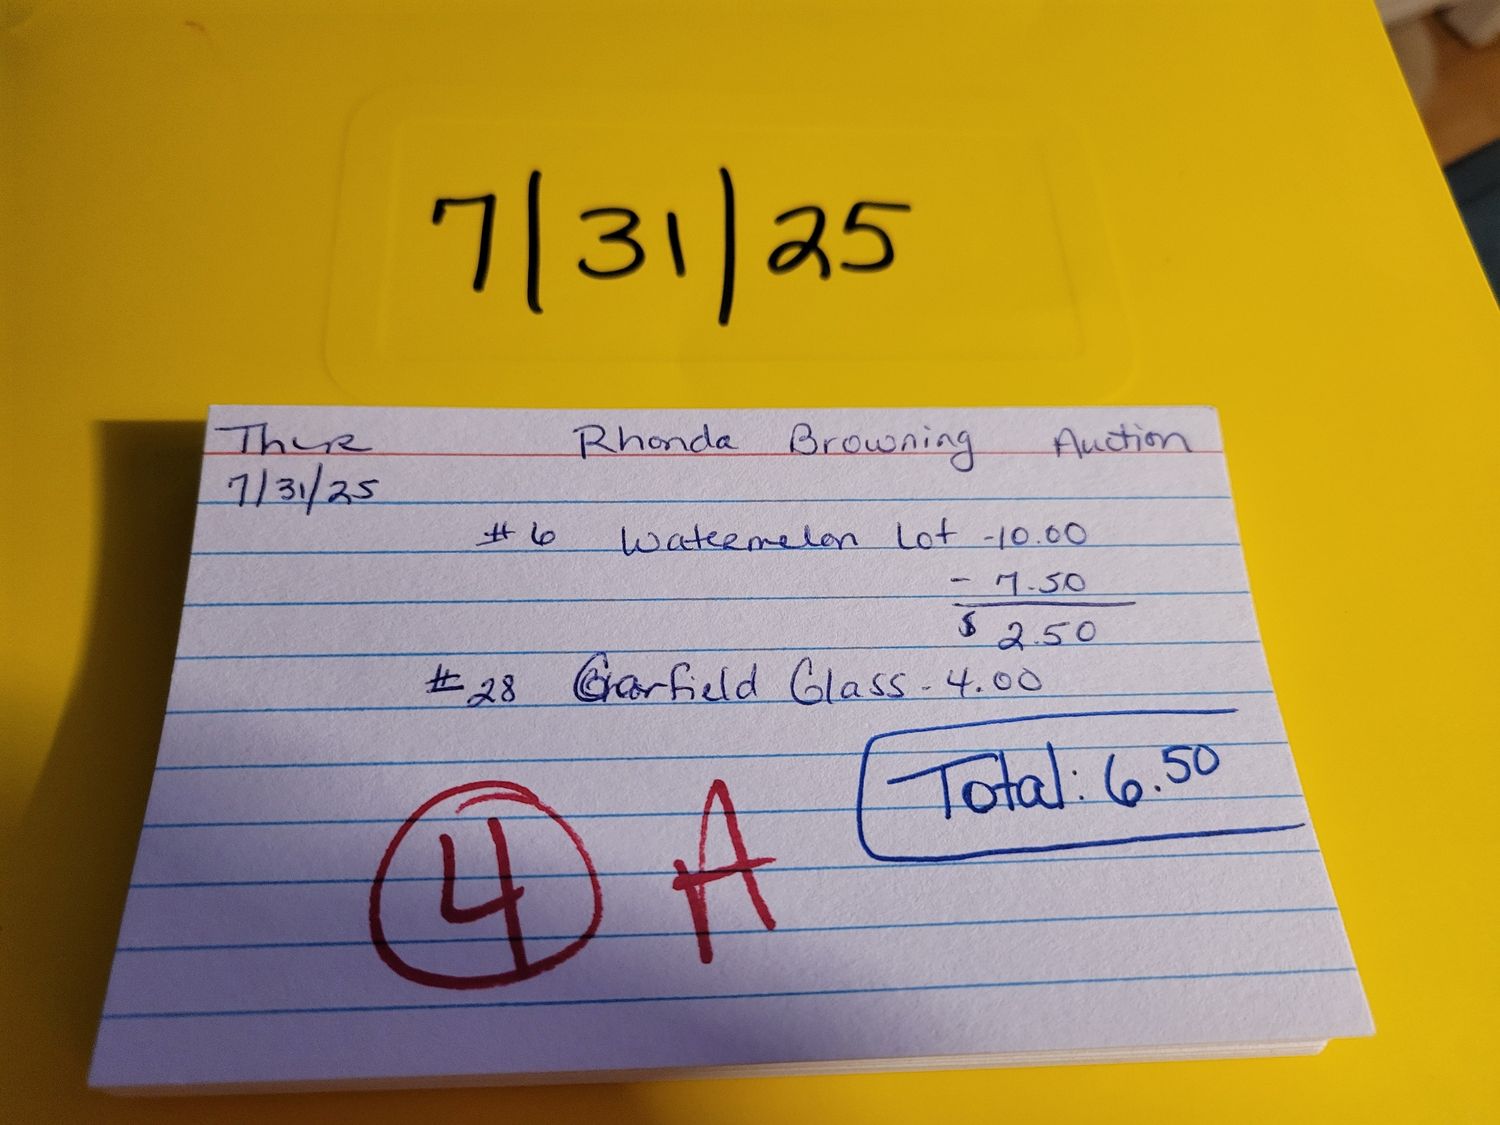 7/31/25
Thur Rhonda Browning Auction
7/31/25
#6 Watermelon Lot -10.00
- 7.50
$ 2.50
#28 Garfield Glass - 4.00
Total: 6.50
4 A